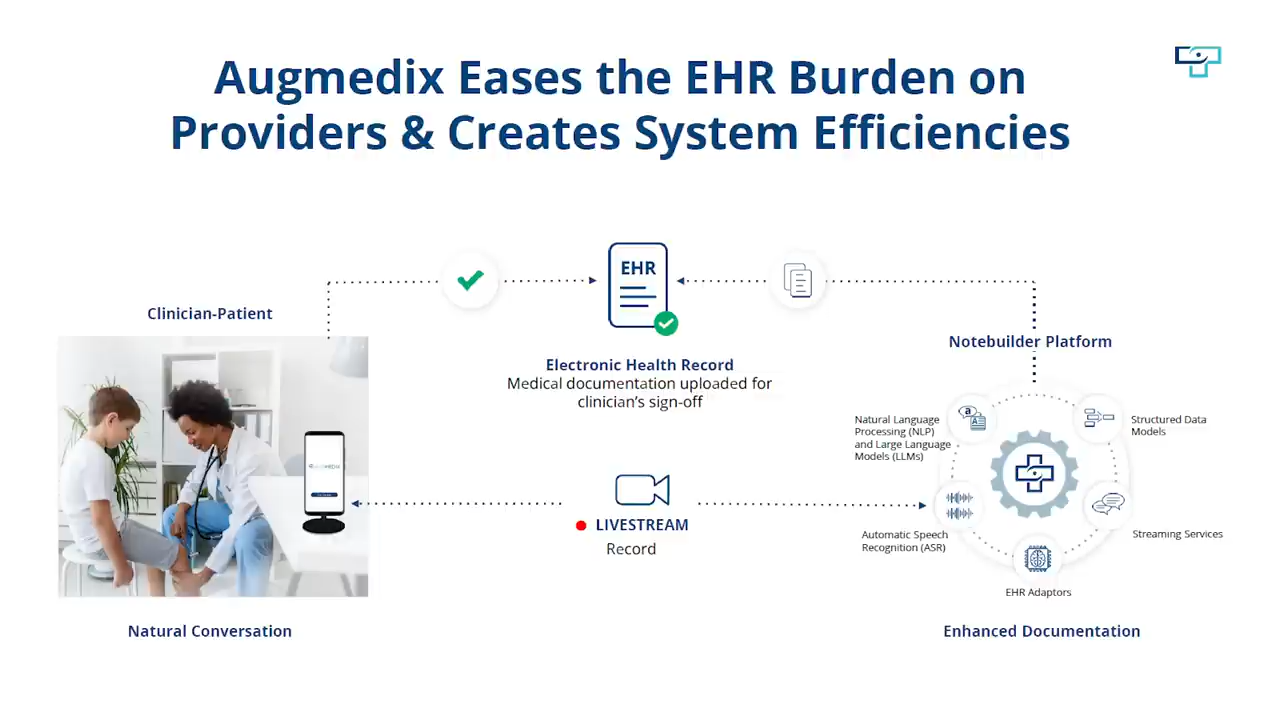 Augmedix Eases the EHR Burden on
Providers & Creates System Efficiencies
EHR
Clinician-Patient
Electronic Health Record
Medical documentation uploaded for
clinician’s sign-off
Notebuilder Platform
Natural Language
Processing (NLP)
and Large Language
Models (LLMs)
Structured Data
Models
LIVESTREAM
Record
Automatic Speech
Recognition (ASR)
Streaming Services
EHR Adaptors
Natural Conversation
Enhanced Documentation